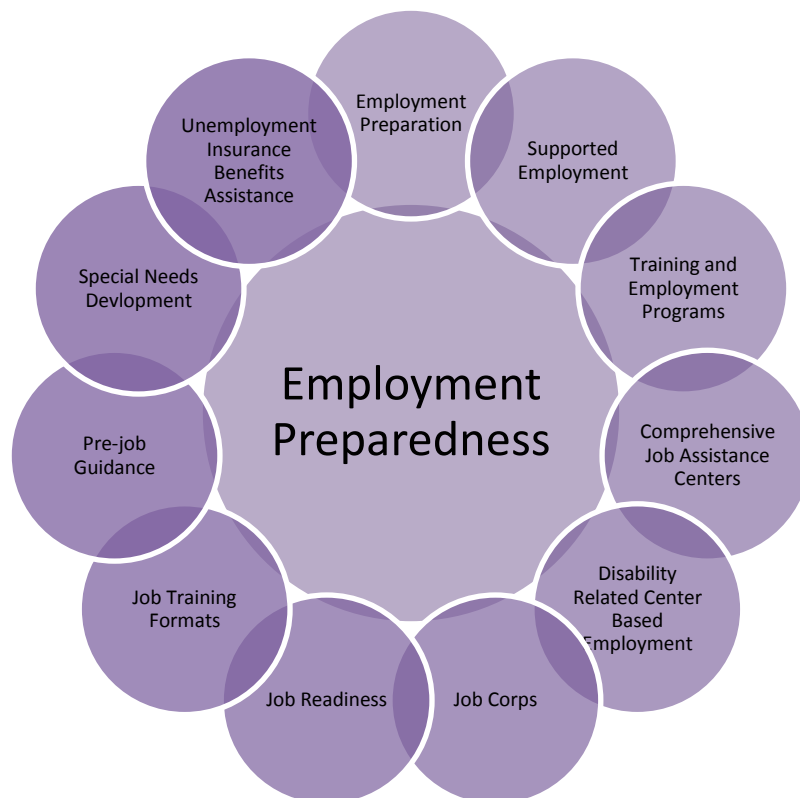 Employment
Preparation
Supported
Employment
Training and
Employment
Programs
Comprehensive
Job Assistance
Centers
Disability
Related Center
Based
Employment
Job Corps
Job Readiness
Job Training
Formats
Pre-job
Guidance
Special Needs
Devlopment
Unemployment
Insurance
Benefits
Assistance
Employment
Preparedness